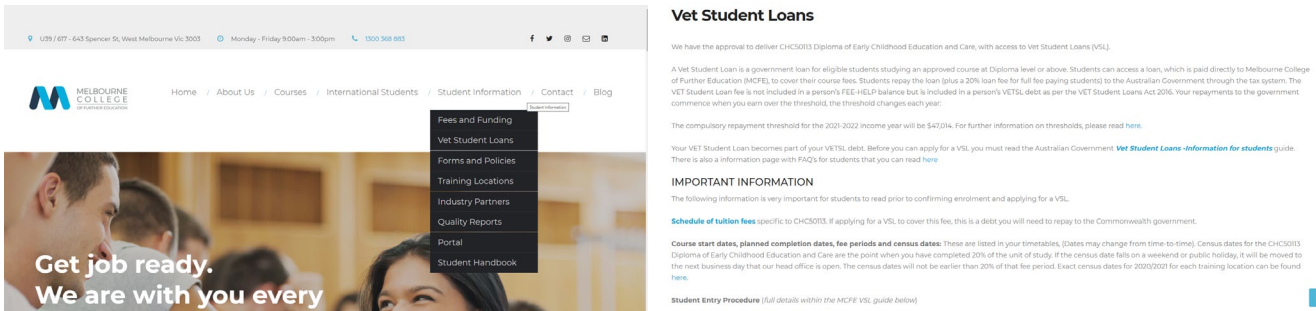 U39 / 617 - 643 Spencer St, West Melbourne Vic 3003 Monday - Friday 9:00am - 3:00pm 1300 368 883
MELBOURNE
COLLEGE
OF FURTHER EDUCATION
Home / About Us / Courses / International Students / Student Information / Contact / Blog
Student Information
Fees and Funding
Vet Student Loans
Forms and Policies
Training Locations
Industry Partners
Quality Reports
Portal
Student Handbook
Get job ready.
We are with you every
Vet Student Loans
We have the approval to deliver CHC50113 Diploma of Early Childhood Education and Care, with access to Vet Student Loans (VSL).
A Vet Student Loan is a government loan for eligible students studying an approved course at Diploma level or above. Students can access a loan, which is paid directly to Melbourne College
of Further Education (MCFE), to cover their course fees. Students repay the loan (plus a 20% loan fee for full fee paying students) to the Australian Government through the tax system. The
VET Student Loan fee is not included in a person's FEE-HELP balance but is included in a person's VETSL debt as per the VET Student Loans Act 2016. Your repayments to the government
commence when you earn over the threshold, the threshold changes each year:
The compulsory repayment threshold for the 2021-2022 income year will be $47,014. For further information on thresholds, please read here.
Your VET Student Loan becomes part of your VETSL debt. Before you can apply for a VSL you must read the Australian Government Vet Student Loans -Information for students guide.
There is also a information page with FAQ's for students that you can read here
IMPORTANT INFORMATION
The following information is very important for students to read prior to confirming enrolment and applying for a VSL.
Schedule of tuition fees specific to CHC50113. If applying for a VSL to cover this fee, this is a debt you will need to repay to the Commonwealth government.
Course start dates, planned completion dates, fee periods and census dates: These are listed in your timetables, (Dates may change from time-to-time). Census dates for the CHC50113
Diploma of Early Childhood Education and Care are the point when you have completed 20% of the unit of study. If the census date falls on a weekend or public holiday, it will be moved to
the next business day that our head office is open. The census dates will not be earlier than 20% of that fee period. Exact census dates for 2020/2021 for each training location can be found
here.
Student Entry Procedure (full details within the MCFE VSL guide below)